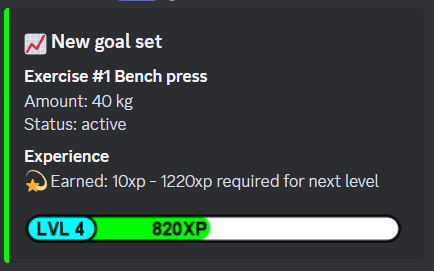 New goal set
Exercise #1 Bench press
Amount: 40 kg
Status: active
Experience
Earned: 10xp - 1220xp required for next level
LVL 4 820XP